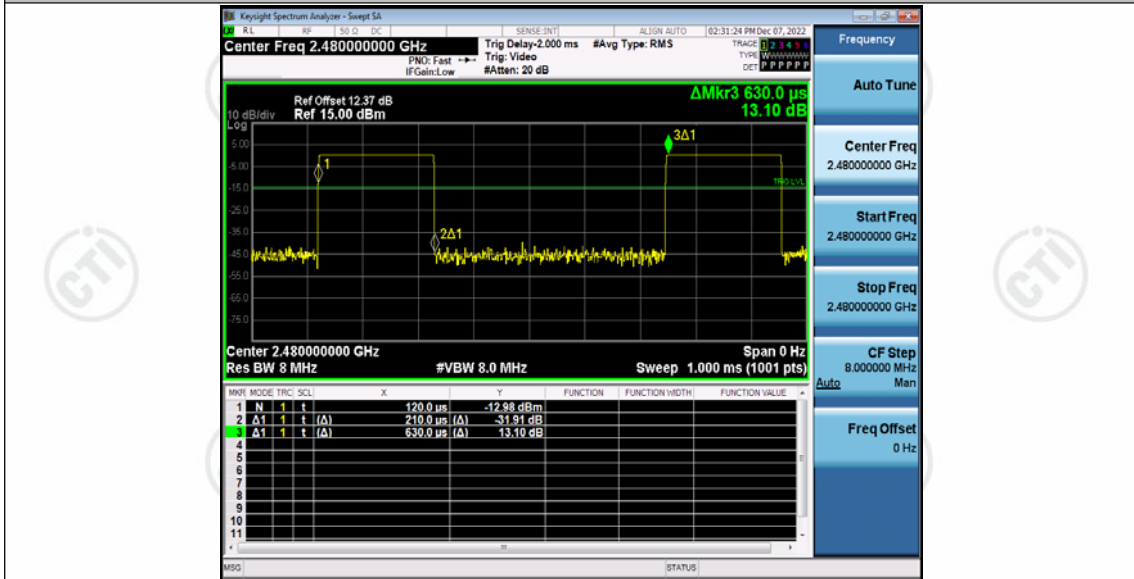 Keysight Spectrum Analyzer - Swept SA
RL RF 50 Ω DC SENSE:INT ALIGN AUTO 02:31:24 PM Dec 07, 2022
Center Freq 2.480000000 GHz
PNO: Fast
IFGain:Low
Trig Delay-2.000 ms
Trig: Video
#Atten: 20 dB
#Avg Type: RMS
TRACE 1 2 3 4 5 6
TYPE WWWWWW
DET P P P P P P
Frequency
Auto Tune
Center Freq
2.480000000 GHz
Start Freq
2.480000000 GHz
Stop Freq
2.480000000 GHz
CF Step
8.000000 MHz
Auto Man
Freq Offset
0 Hz
ΔMkr3 630.0 µs
13.10 dB
Ref Offset 12.37 dB
10 dB/div Ref 15.00 dBm
Log
5.00
-5.00
-15.0
-25.0
-35.0
-45.0
-55.0
-65.0
-75.0
1
2Δ1
3Δ1
TRIG LVL
Center 2.480000000 GHz Span 0 Hz
Res BW 8 MHz #VBW 8.0 MHz Sweep 1.000 ms (1001 pts)
MKR MODE TRC SCL X Y FUNCTION FUNCTION WIDTH FUNCTION VALUE
1 N 1 t 120.0 µs -12.98 dBm
2 Δ1 1 t (Δ) 210.0 µs (Δ) -31.91 dB
3 Δ1 1 t (Δ) 630.0 µs (Δ) 13.10 dB
4
5
6
7
8
9
10
11
MSG STATUS
CTI
CTI